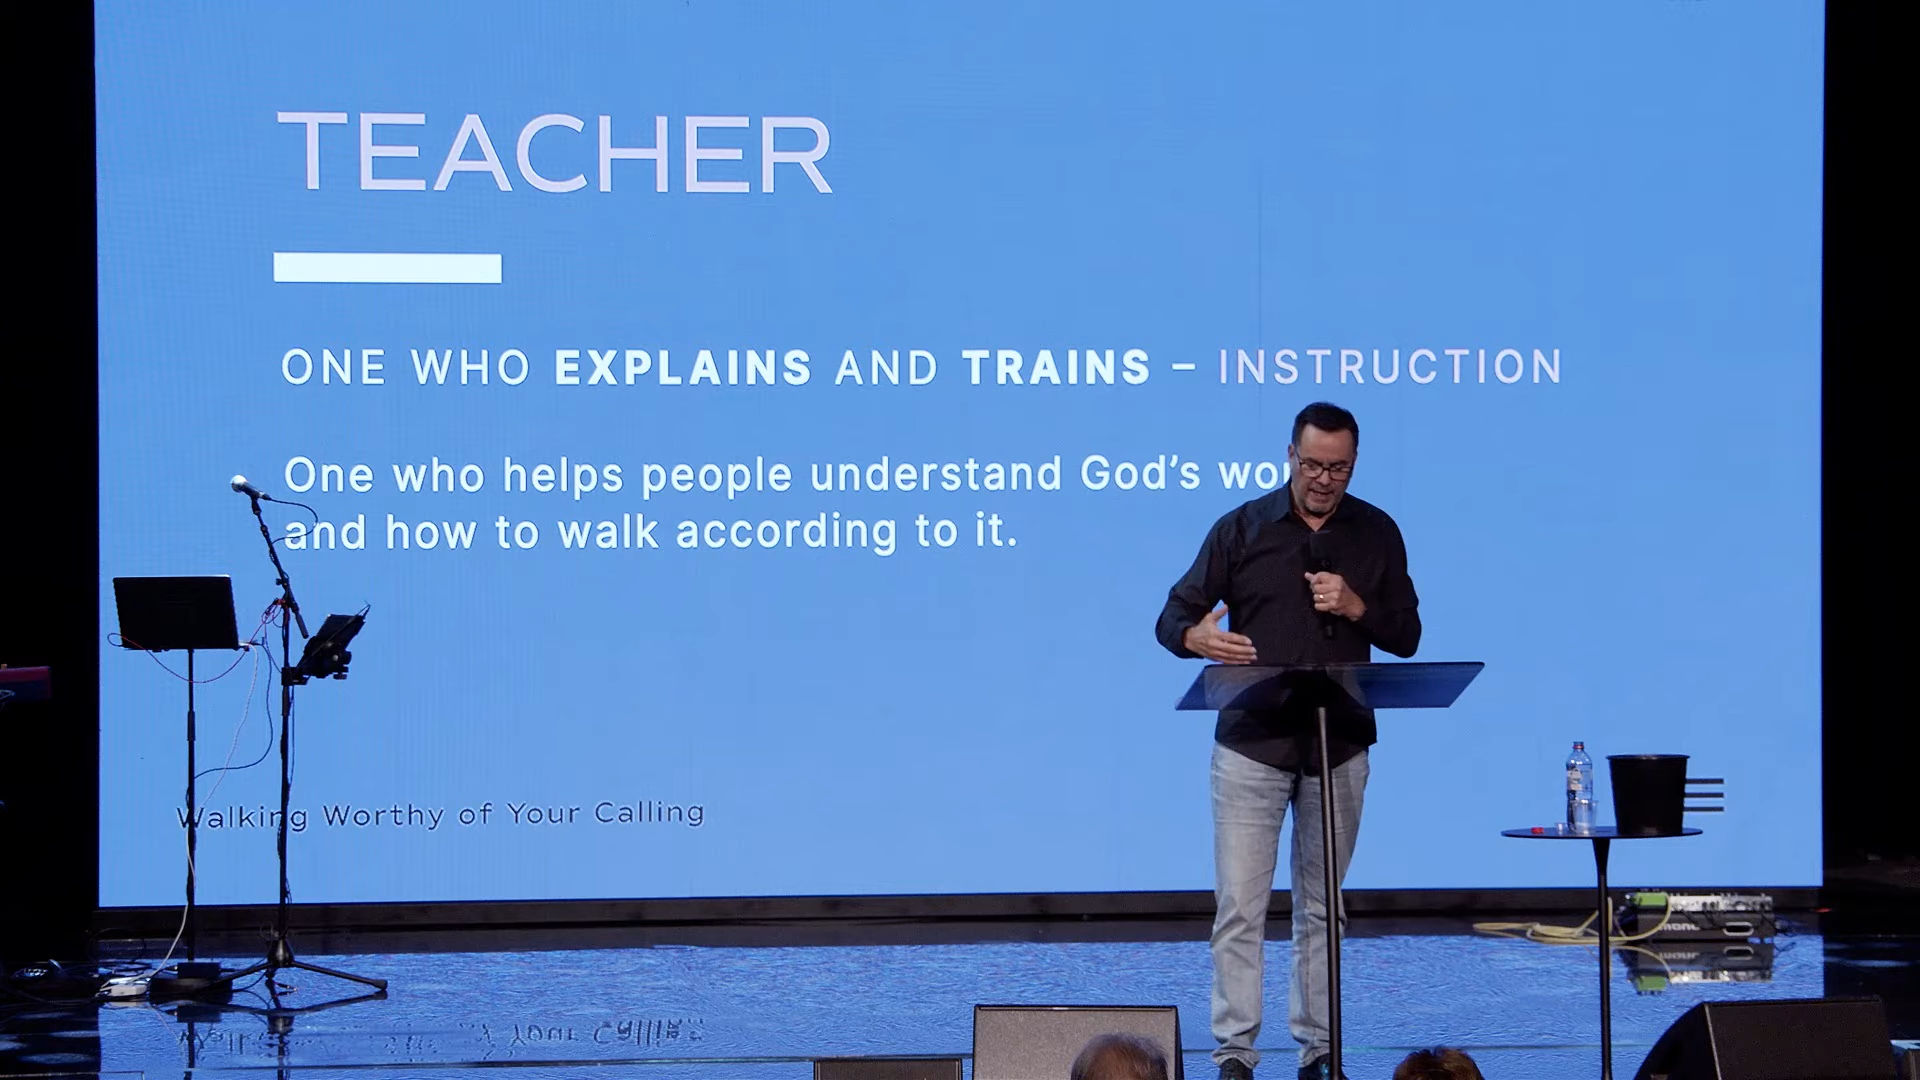 TEACHER
ONE WHO EXPLAINS AND TRAINS – INSTRUCTION
One who helps people understand God’s
and how to walk according to it.
Walking Worthy of Your Calling